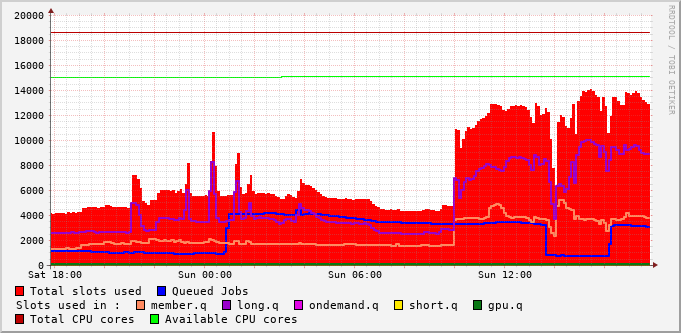 20000
18000
16000
14000
12000
10000
8000
6000
4000
2000
0
Sat 18:00 Sun 00:00 Sun 06:00 Sun 12:00
RRDTOOL / TOBI OETIKER
Total slots used Queued Jobs
Slots used in : member.q long.q ondemand.q short.q gpu.q
Total CPU cores Available CPU cores